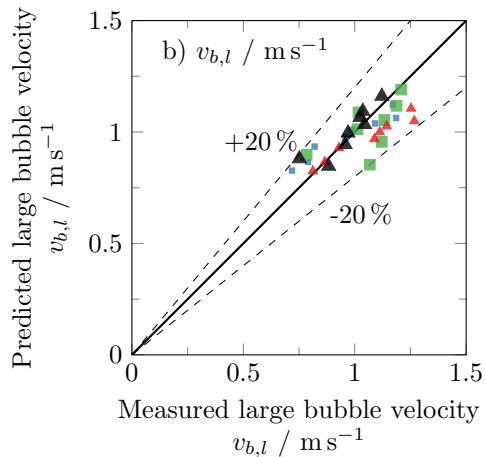 Predicted large bubble velocity
v_{b,l} / m s⁻¹
1.5
1
0.5
0
b) v_{b,l} / m s⁻¹
+20 %
-20 %
0
0.5
1
1.5
Measured large bubble velocity
v_{b,l} / m s⁻¹